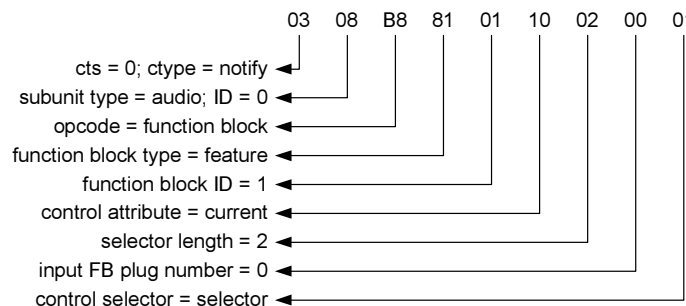 03 08 B8 81 01 10 02 00
cts = 0; ctype = notify
subunit type = audio; ID = 0
opcode = function block
function block type = feature
function block ID = 1
control attribute = current
selector length = 2
input FB plug number = 0
control selector = selector